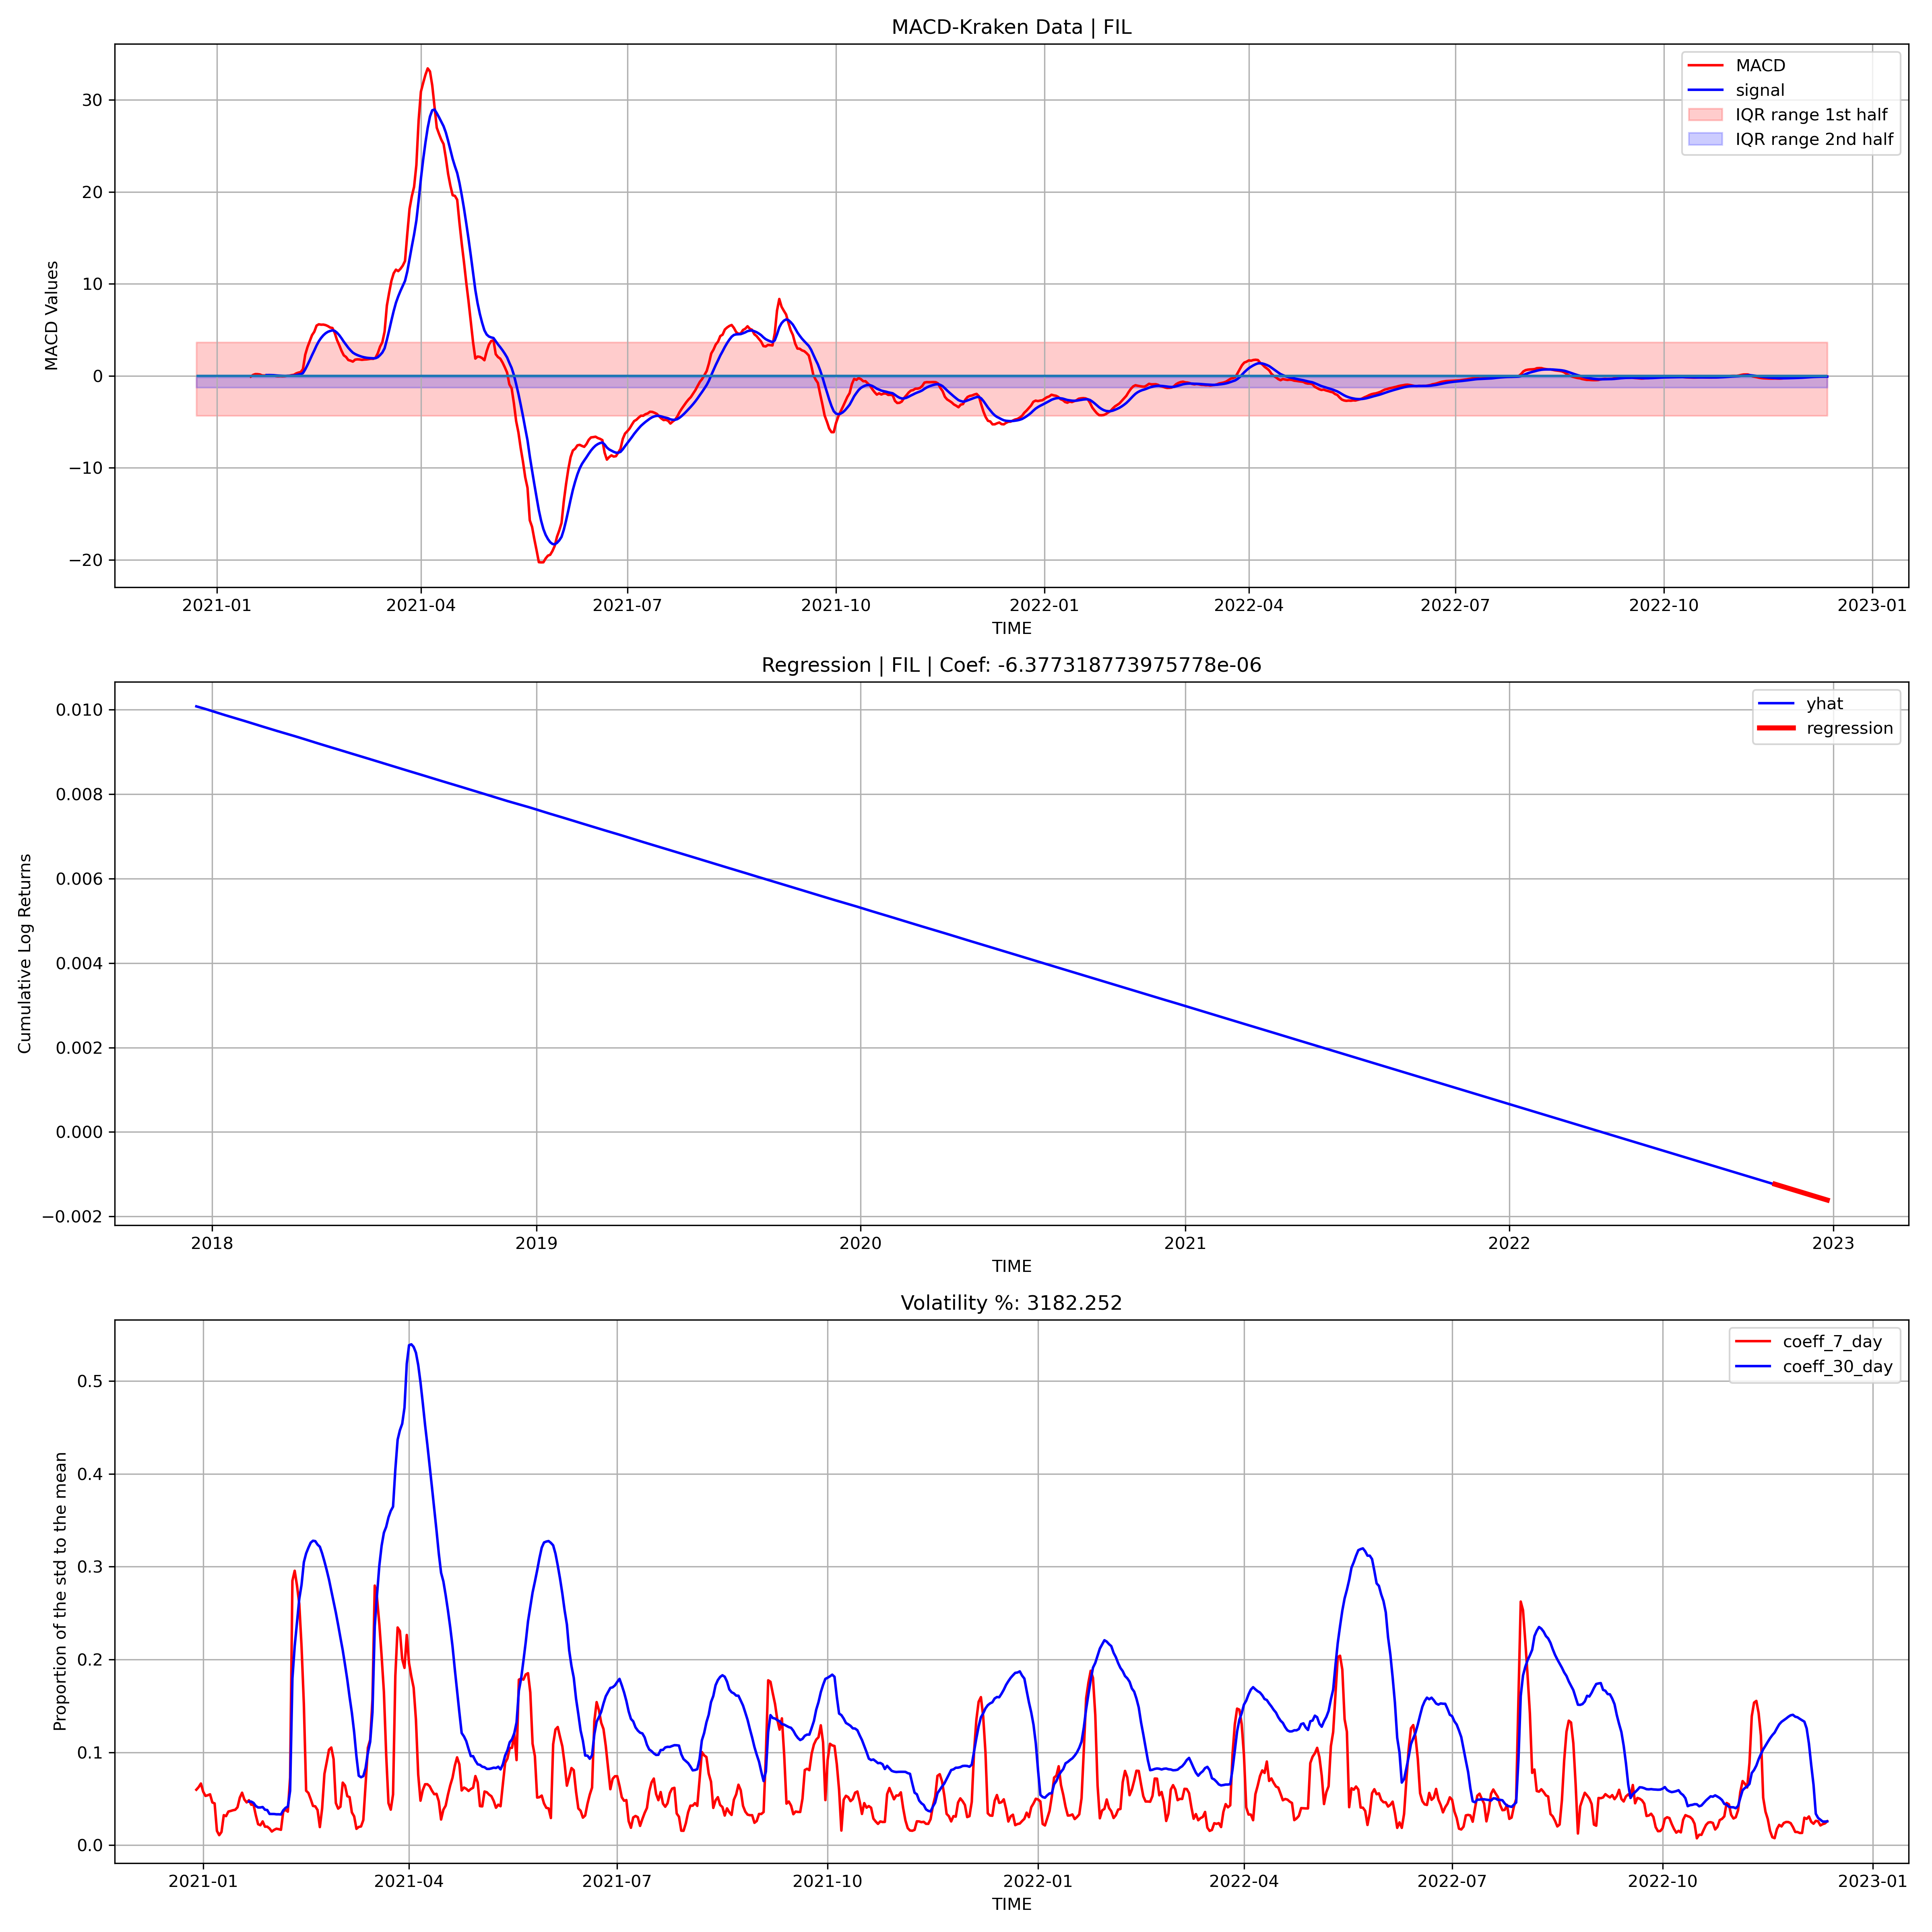 MACD-Kraken Data | FIL
MACD Values
30
20
10
0
−10
−20
MACD
signal
IQR range 1st half
IQR range 2nd half
2021-01
2021-04
2021-07
2021-10
2022-01
2022-04
2022-07
2022-10
2023-01
TIME
Regression | FIL | Coef: -6.377318773975778e-06
Cumulative Log Returns
0.010
0.008
0.006
0.004
0.002
0.000
−0.002
yhat
regression
2018
2019
2020
2021
2022
2023
TIME
Volatility %: 3182.252
Proportion of the std to the mean
0.5
0.4
0.3
0.2
0.1
0.0
coeff_7_day
coeff_30_day
2021-01
2021-04
2021-07
2021-10
2022-01
2022-04
2022-07
2022-10
2023-01
TIME